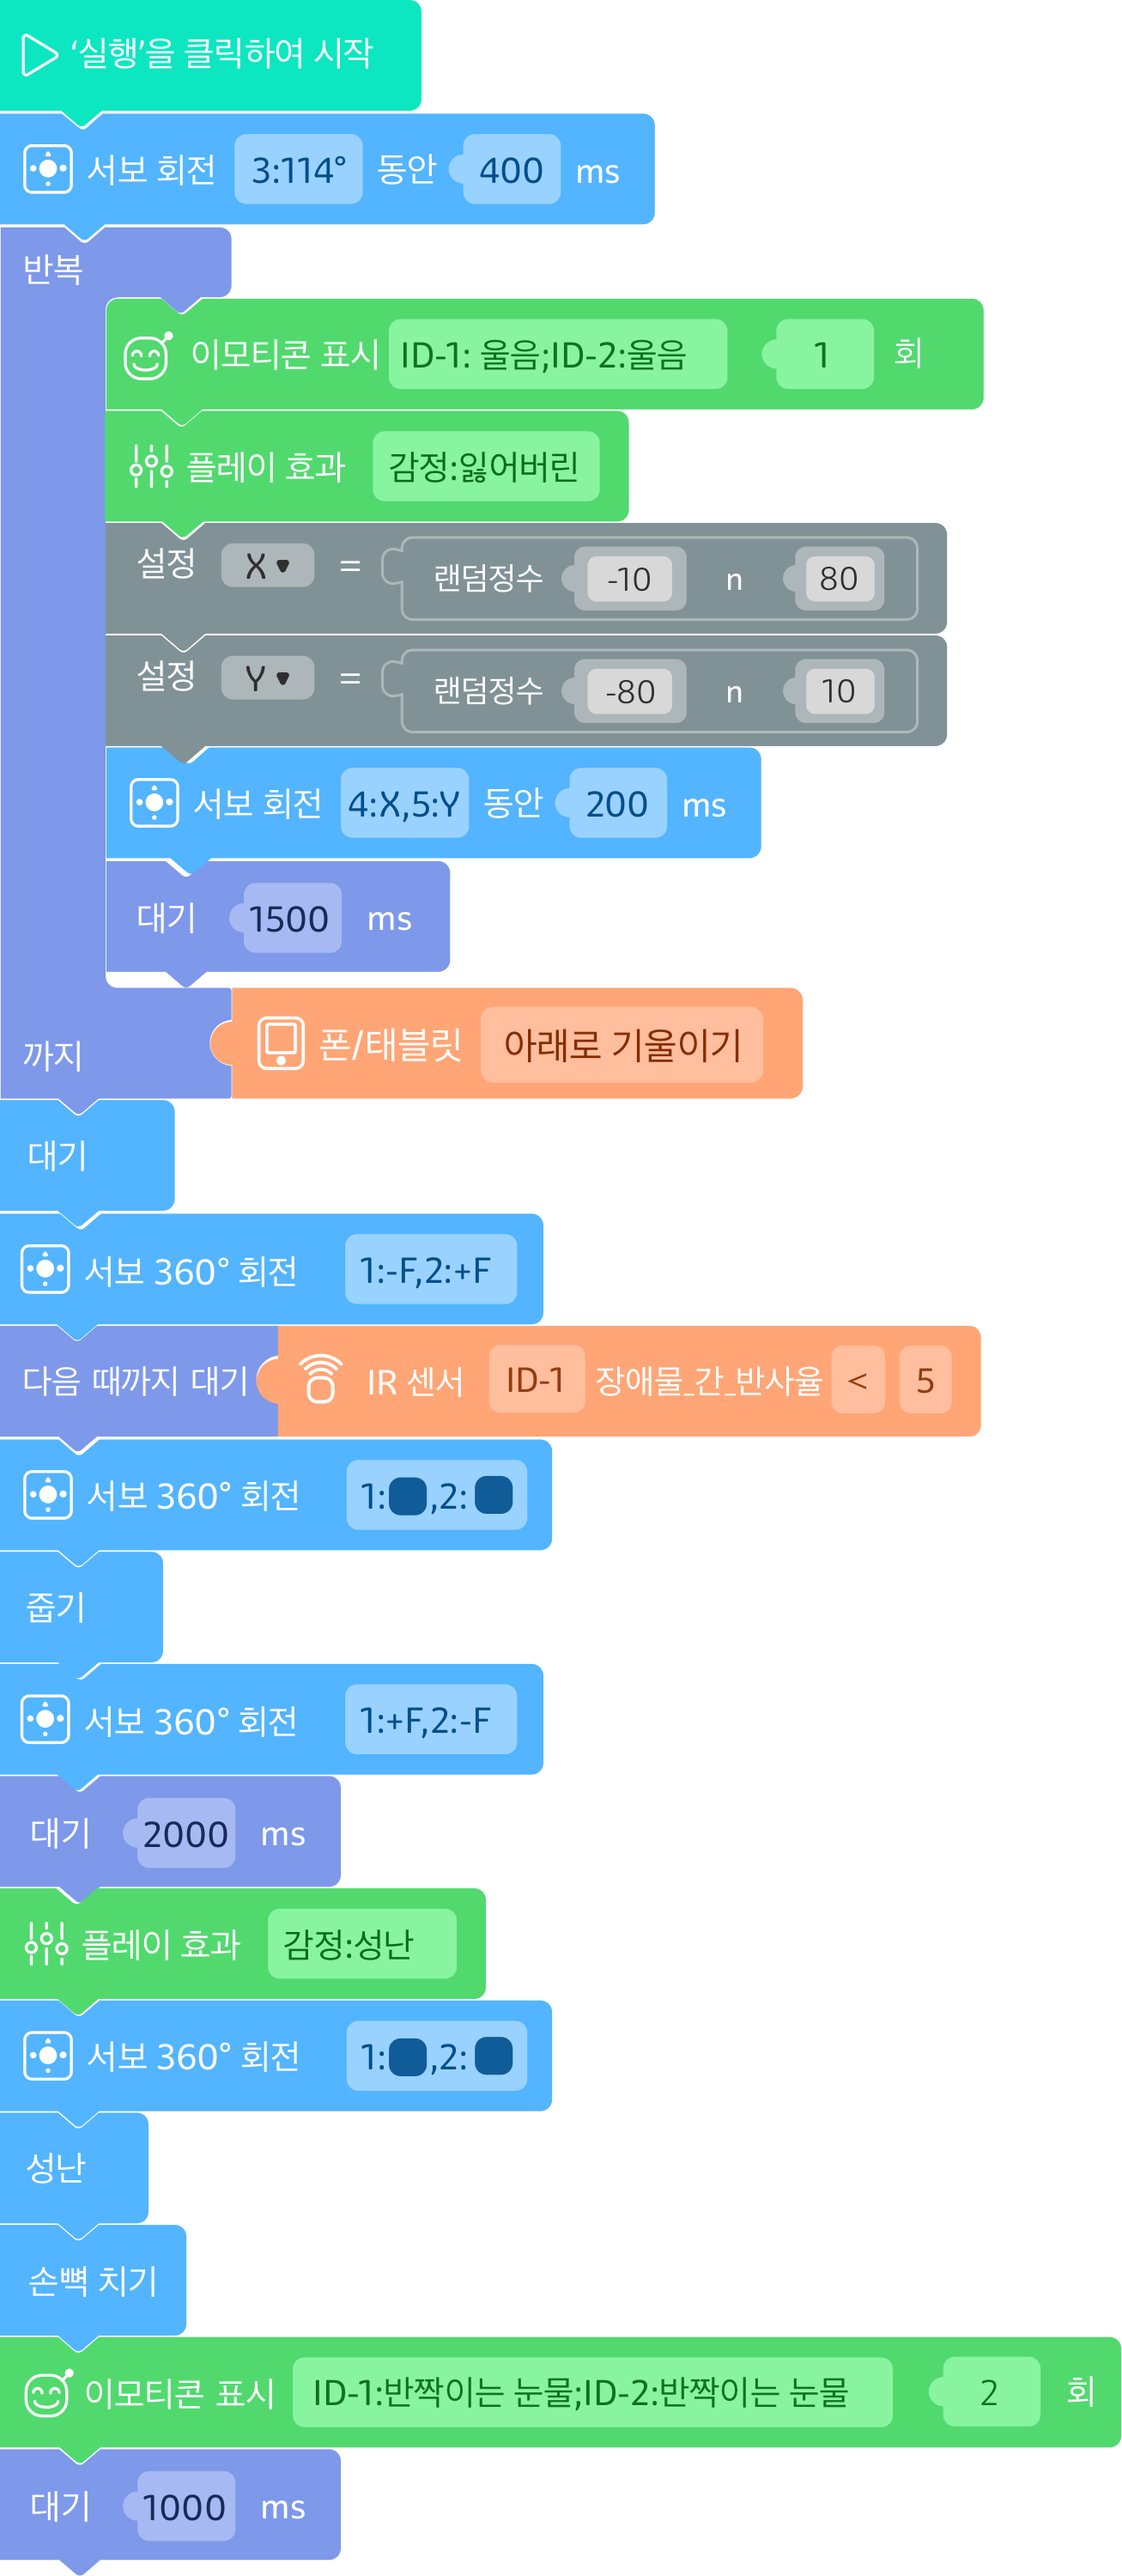 ‘실행’을 클릭하여 시작
서보 회전 3:114° 동안 400 ms
반복
이모티콘 표시 ID-1: 울음;ID-2:울음 1 회
플레이 효과 감정:잃어버린
설정 X = 랜덤정수 -10 n 80
설정 Y = 랜덤정수 -80 n 10
서보 회전 4:X,5:Y 동안 200 ms
대기 1500 ms
까지 폰/태블릿 아래로 기울이기
대기
서보 360° 회전 1:-F,2:+F
다음 때까지 대기 IR 센서 ID-1 장애물_간_반사율 < 5
서보 360° 회전 1: ,2:
줍기
서보 360° 회전 1:+F,2:-F
대기 2000 ms
플레이 효과 감정:성난
서보 360° 회전 1: ,2:
성난
손뼉 치기
이모티콘 표시 ID-1:반짝이는 눈물;ID-2:반짝이는 눈물 2 회
대기 1000 ms